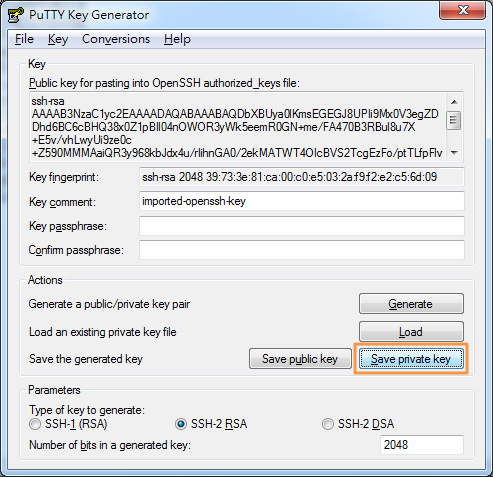 PuTTY Key Generator
File Key Conversions Help
Key
Public key for pasting into OpenSSH authorized_keys file:
ssh-rsa
AAAAB3NzaC1yc2EAAAADAQABAAABAQDbXBUya0lKmsEGEGJ8UPIi9Mx0V3egZD
Dhd6BC6cBHQ38x0Z1pBlI04nOWOR3yWk5eemR0GN+me/FA470B3RBul8u7X
+E5v/vhLwyUi9ze0c
+Z590MMMAaiQR3y968kbJdx4u/rlihnGA0/2ekMATWT4OIcBVS2TcgEzFo/ptTLfpFlv
Key fingerprint: ssh-rsa 2048 39:73:3e:81:ca:00:c0:e5:03:2a:f9:f2:e2:c5:6d:09
Key comment: imported-openssh-key
Key passphrase:
Confirm passphrase:
Actions
Generate a public/private key pair Generate
Load an existing private key file Load
Save the generated key Save public key Save private key
Parameters
Type of key to generate:
SSH-1 (RSA) SSH-2 RSA SSH-2 DSA
Number of bits in a generated key: 2048